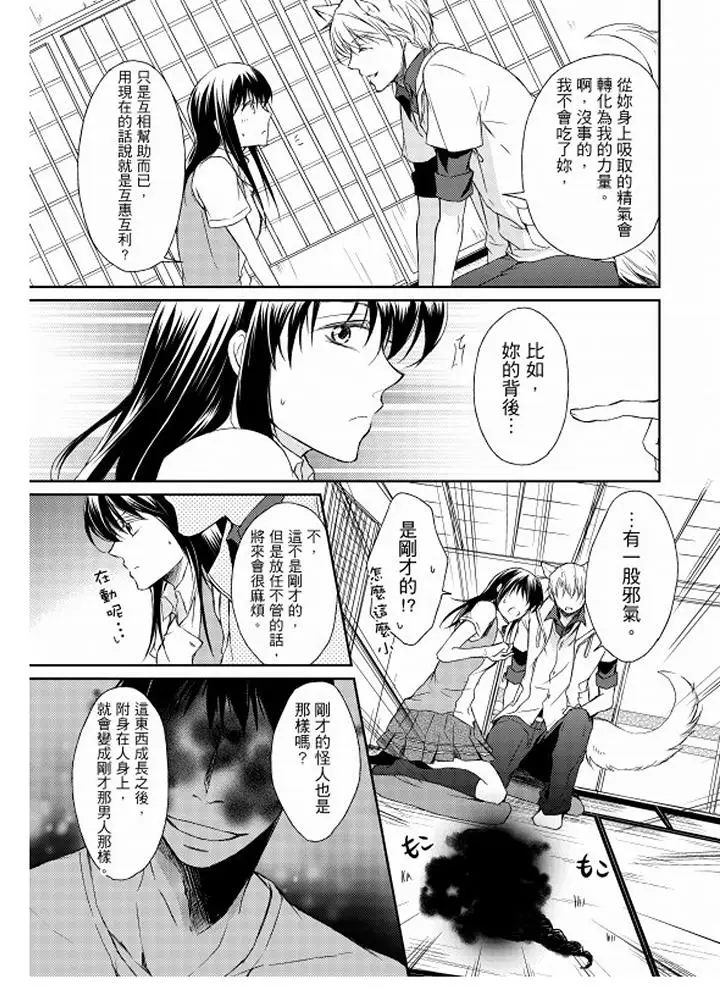 從妳身上吸取的精氣會
轉化為我的力量。
啊，沒事的，
我不會吃了妳，
只是互相幫助而已，
用現在的話說就是互惠互利？
比如，
妳的背後…
…有一股邪氣。
是剛才的!?
怎麼這麼小
不，
這不是剛才的，
但是放任不管的話，
將來會很麻煩。
在動呢…
もこ
もこ
剛才的怪人也是
那樣嗎？
這東西成長之後，
附身在人身上，
就會變成剛才那男人那樣。